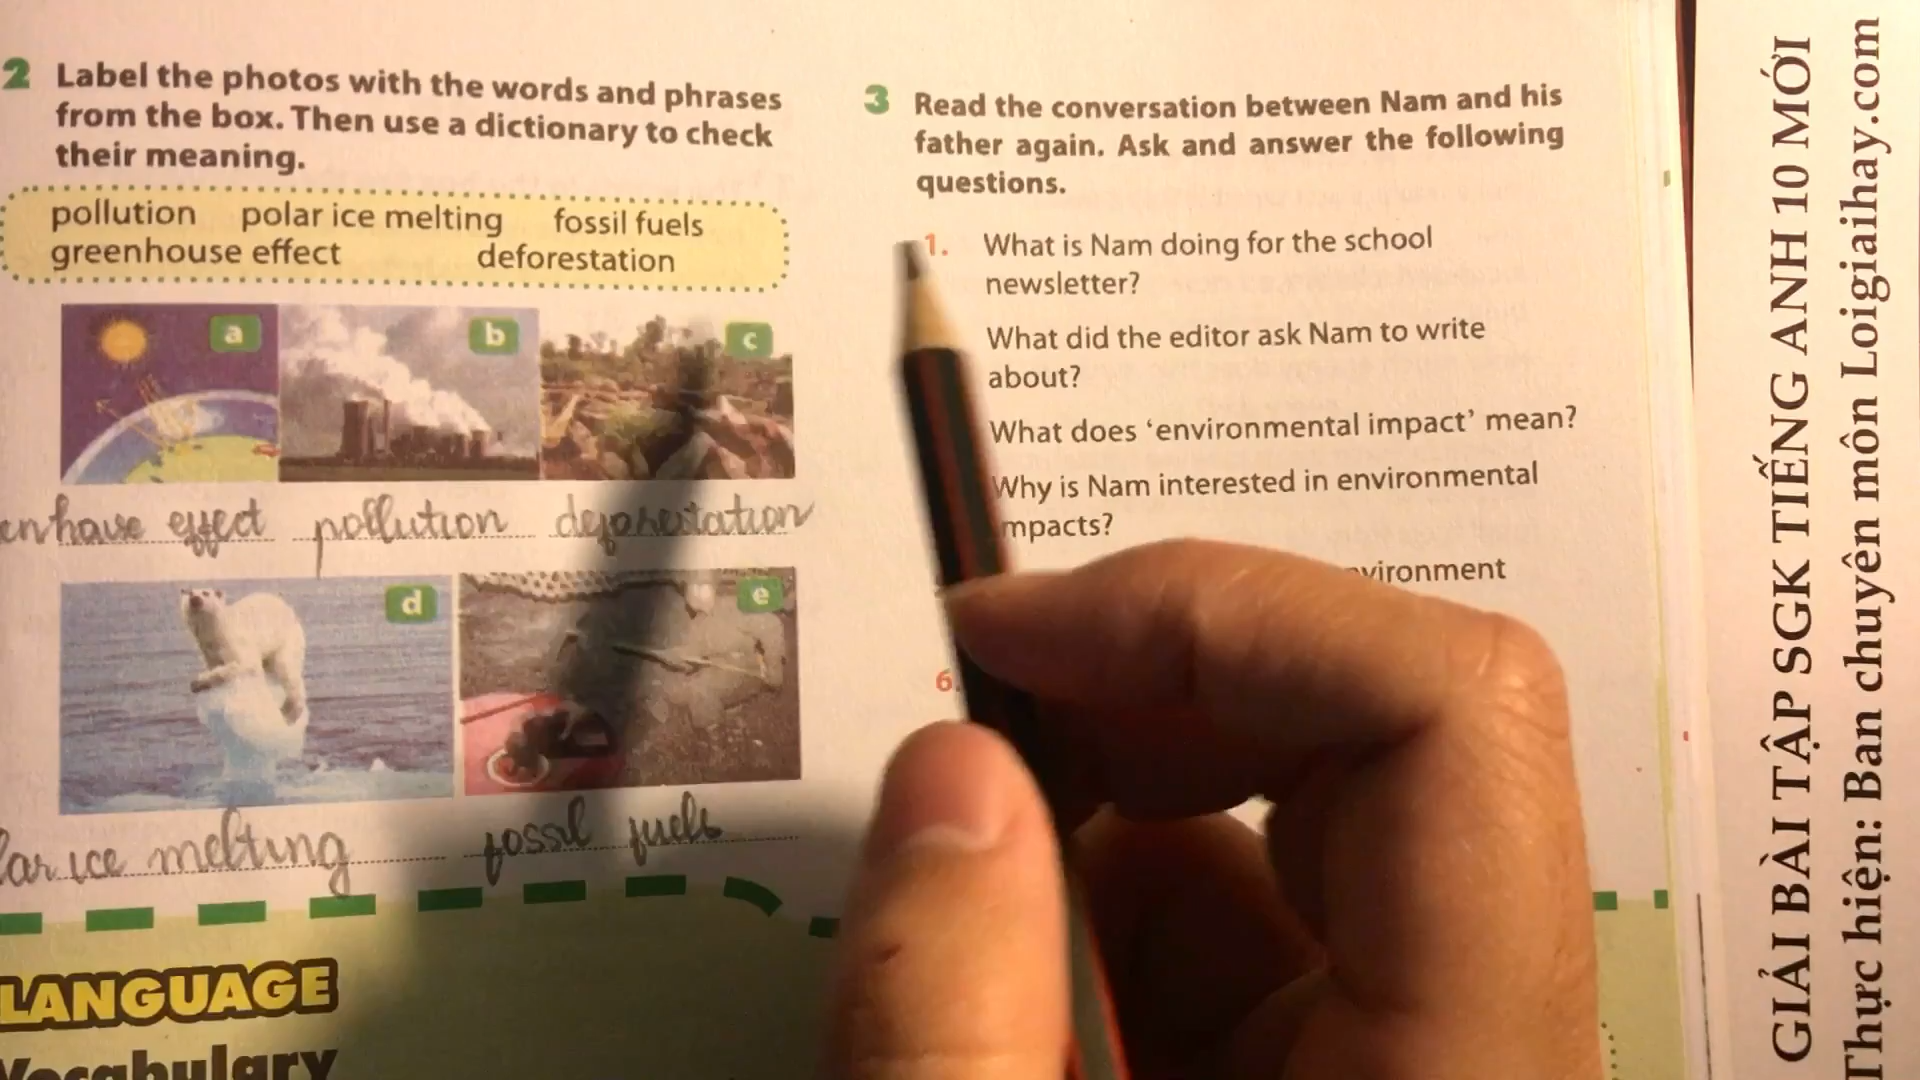 2 Label the photos with the words and phrases
from the box. Then use a dictionary to check
their meaning.
pollution polar ice melting fossil fuels
greenhouse effect deforestation
a
b
c
effect pollution deforestation
d
e
ice melting fossil fuels
LANGUAGE
Vocabulary
3 Read the conversation between Nam and his
father again. Ask and answer the following
questions.
1. What is Nam doing for the school
newsletter?
What did the editor ask Nam to write
about?
What does ‘environmental impact’ mean?
Why is Nam interested in environmental
mpacts?
vironment
6.
GIẢI BÀI TẬP SGK TIẾNG ANH 10 MỚI
Thực hiện: Ban chuyên môn Loigiaihay.com